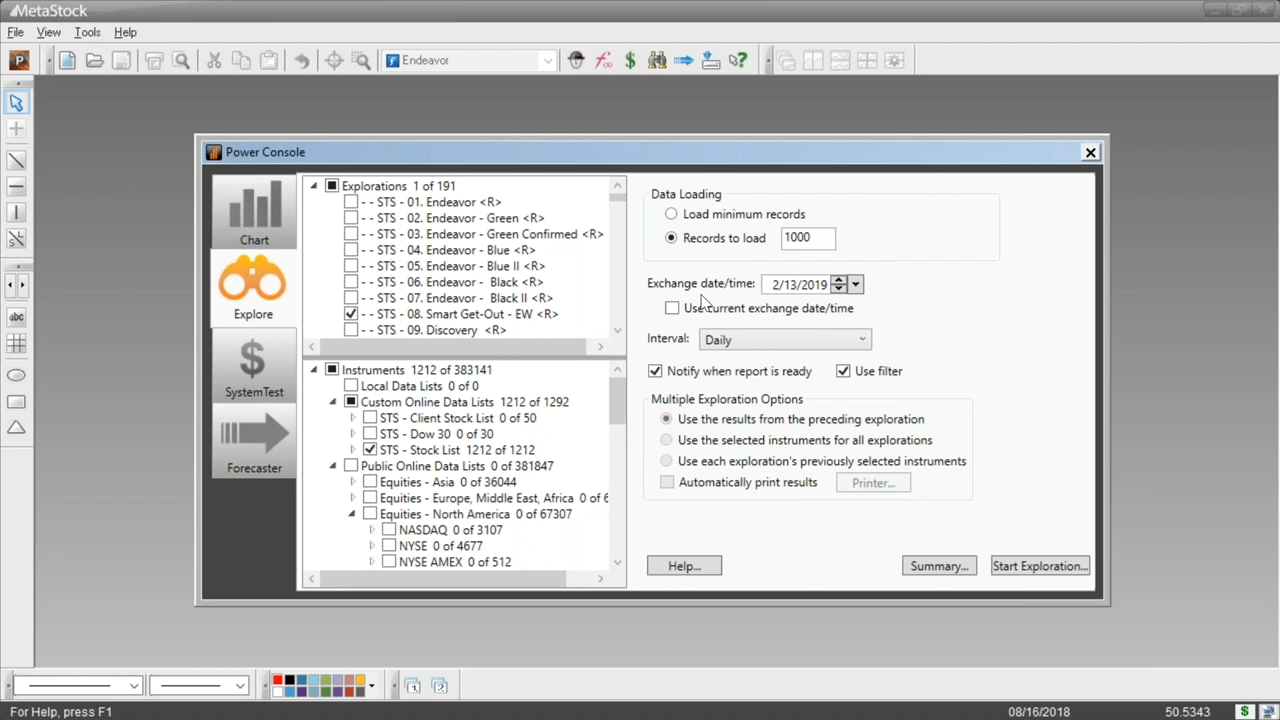 MetaStock
File View Tools Help
P
Endeavor
Power Console
Chart
Explore
SystemTest
Forecaster
Explorations 1 of 191
- - STS - 01. Endeavor <R>
- - STS - 02. Endeavor - Green <R>
- - STS - 03. Endeavor - Green Confirmed <R>
- - STS - 04. Endeavor - Blue <R>
- - STS - 05. Endeavor - Blue II <R>
- - STS - 06. Endeavor - Black <R>
- - STS - 07. Endeavor - Black II <R>
- - STS - 08. Smart Get-Out - EW <R>
- - STS - 09. Discovery <R>
Instruments 1212 of 383141
Local Data Lists 0 of 0
Custom Online Data Lists 1212 of 1292
STS - Client Stock List 0 of 50
STS - Dow 30 0 of 30
STS - Stock List 1212 of 1212
Public Online Data Lists 0 of 381847
Equities - Asia 0 of 36044
Equities - Europe, Middle East, Africa 0 of 6
Equities - North America 0 of 67307
NASDAQ 0 of 3107
NYSE 0 of 4677
NYSE AMEX 0 of 512
Data Loading
Load minimum records
Records to load 1000
Exchange date/time: 2/13/2019
Use current exchange date/time
Interval: Daily
Notify when report is ready Use filter
Multiple Exploration Options
Use the results from the preceding exploration
Use the selected instruments for all explorations
Use each exploration's previously selected instruments
Automatically print results Printer...
Help... Summary... Start Exploration...
abc
1 2
For Help, press F1 08/16/2018 50.5343 $